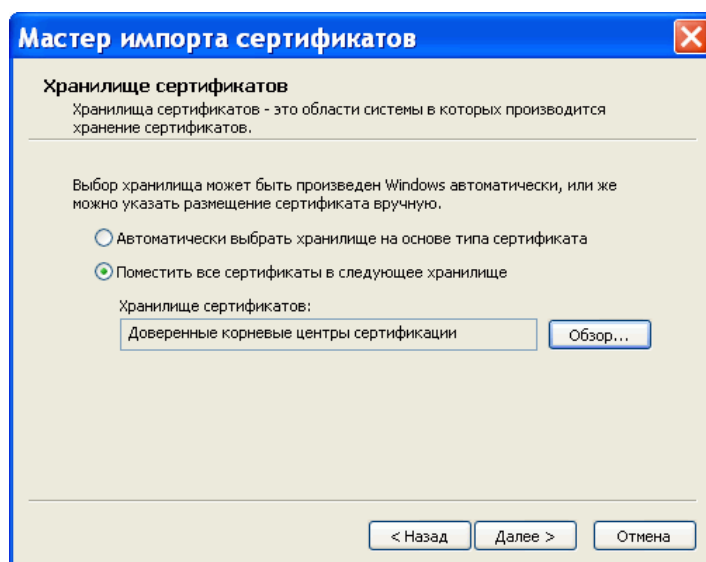 Мастер импорта сертификатов
Хранилище сертификатов
Хранилища сертификатов - это области системы в которых производится
хранение сертификатов.
Выбор хранилища может быть произведен Windows автоматически, или же
можно указать размещение сертификата вручную.
Автоматически выбрать хранилище на основе типа сертификата
Поместить все сертификаты в следующее хранилище
Хранилище сертификатов:
Доверенные корневые центры сертификации
Обзор...
< Назад
Далее >
Отмена